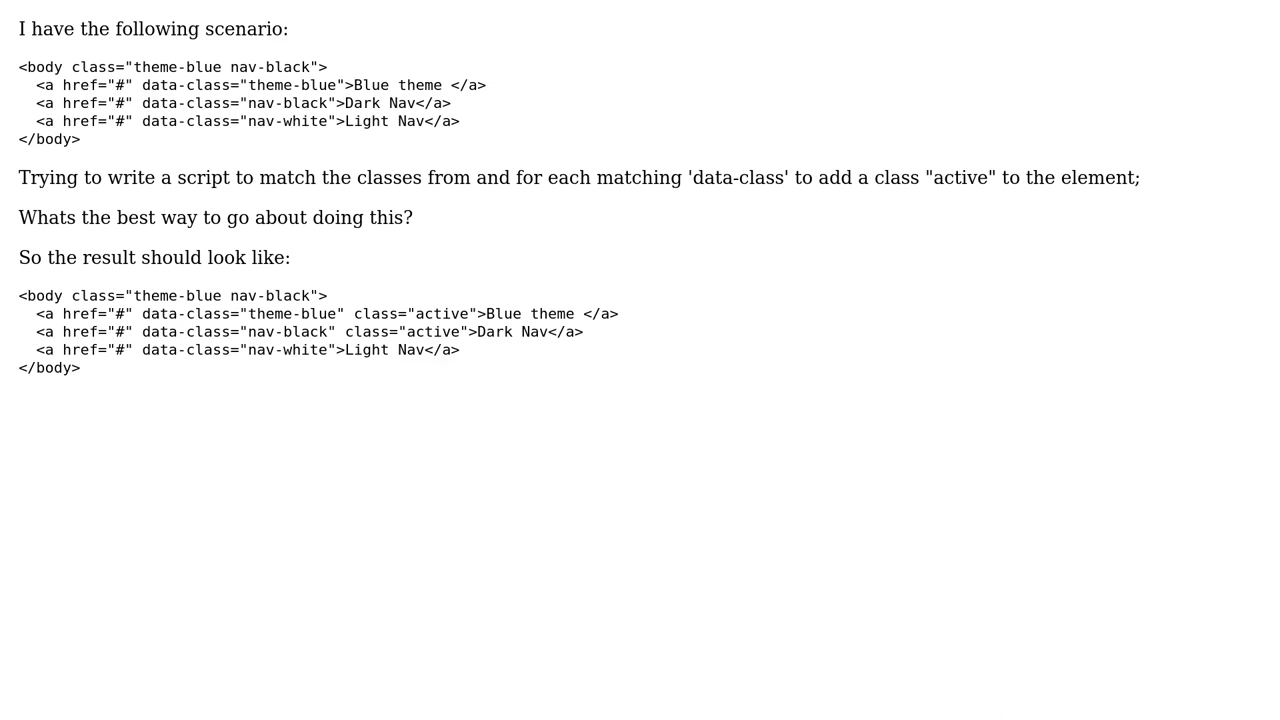 I have the following scenario:
<body class="theme-blue nav-black">
  <a href="#" data-class="theme-blue">Blue theme </a>
  <a href="#" data-class="nav-black">Dark Nav</a>
  <a href="#" data-class="nav-white">Light Nav</a>
</body>
Trying to write a script to match the classes from and for each matching 'data-class' to add a class "active" to the element;
Whats the best way to go about doing this?
So the result should look like:
<body class="theme-blue nav-black">
  <a href="#" data-class="theme-blue" class="active">Blue theme </a>
  <a href="#" data-class="nav-black" class="active">Dark Nav</a>
  <a href="#" data-class="nav-white">Light Nav</a>
</body>